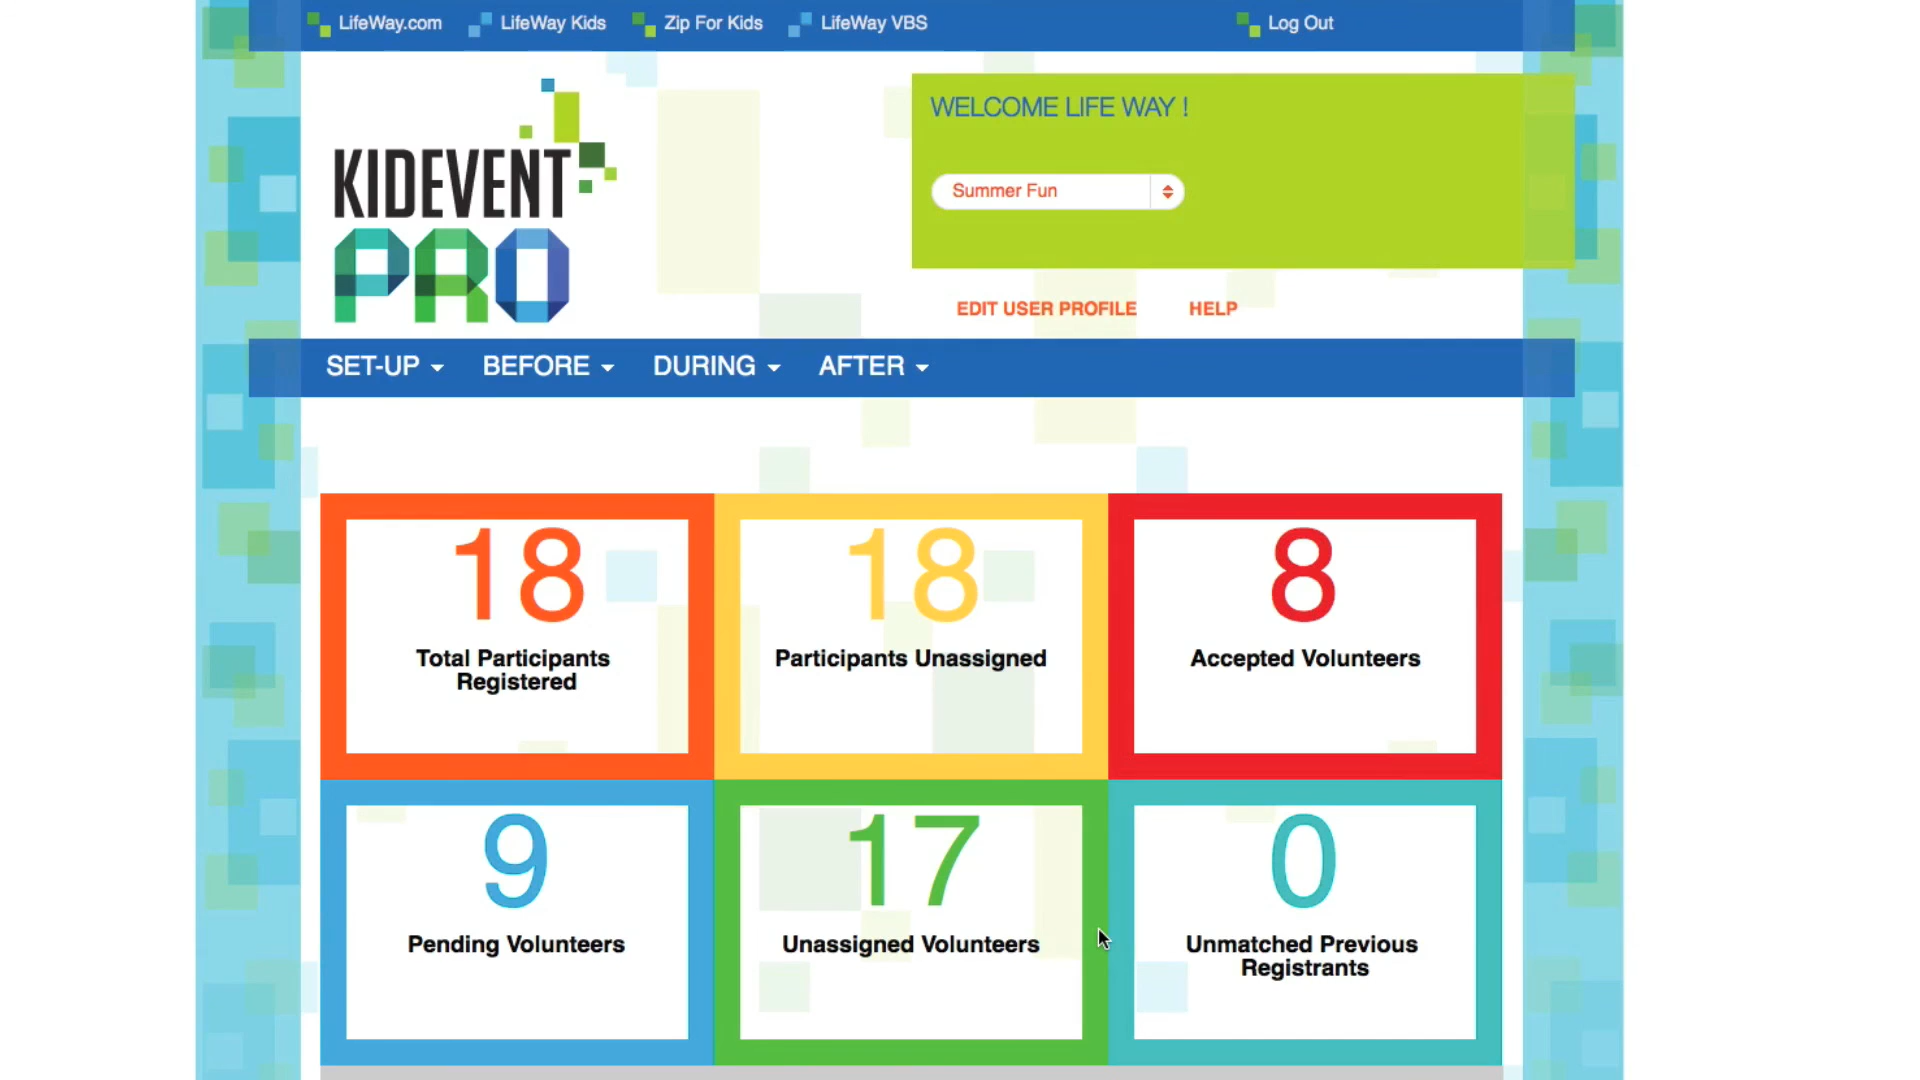 LifeWay.com LifeWay Kids Zip For Kids LifeWay VBS Log Out
WELCOME LIFE WAY !
KIDEVENT
PRO
Summer Fun
EDIT USER PROFILE HELP
SET-UP BEFORE DURING AFTER
18 18 8
Total Participants
Registered
Participants Unassigned
Accepted Volunteers
9 17 0
Pending Volunteers
Unassigned Volunteers
Unmatched Previous
Registrants